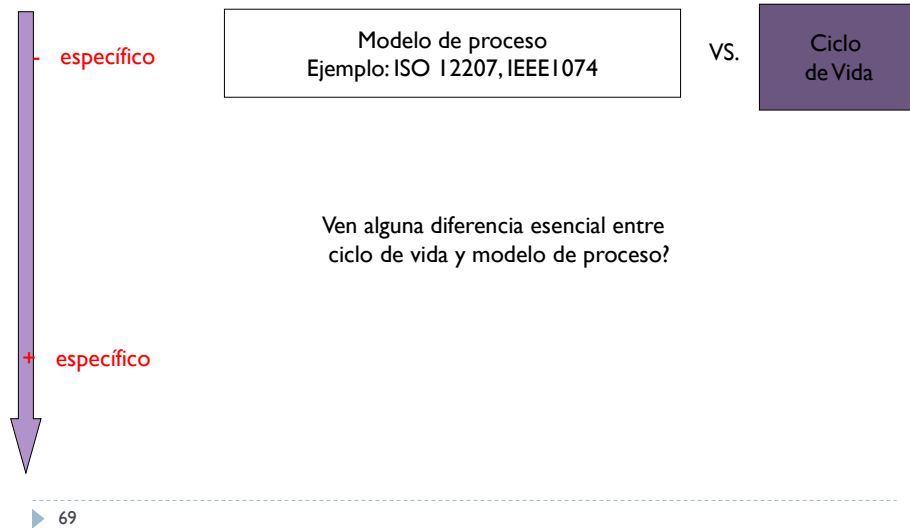 - específico
Modelo de proceso
Ejemplo: ISO 12207, IEEE1074
VS.
Ciclo
de Vida
Ven alguna diferencia esencial entre
ciclo de vida y modelo de proceso?
+ específico
69